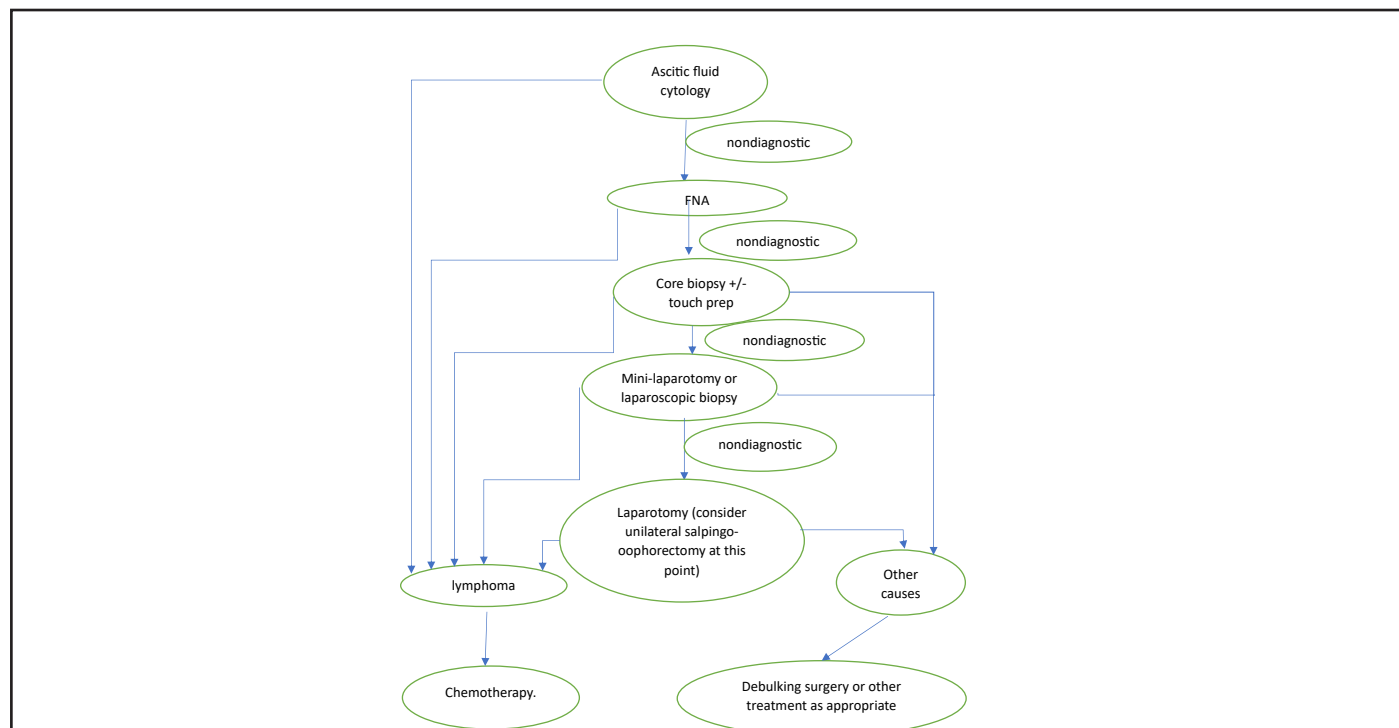 Ascitic fluid
cytology
nondiagnostic
FNA
nondiagnostic
Core biopsy +/-
touch prep
nondiagnostic
Mini-laparotomy or
laparoscopic biopsy
nondiagnostic
Laparotomy (consider
unilateral salpingo-
oophorectomy at this
point)
lymphoma
Other
causes
Chemotherapy.
Debulking surgery or other
treatment as appropriate